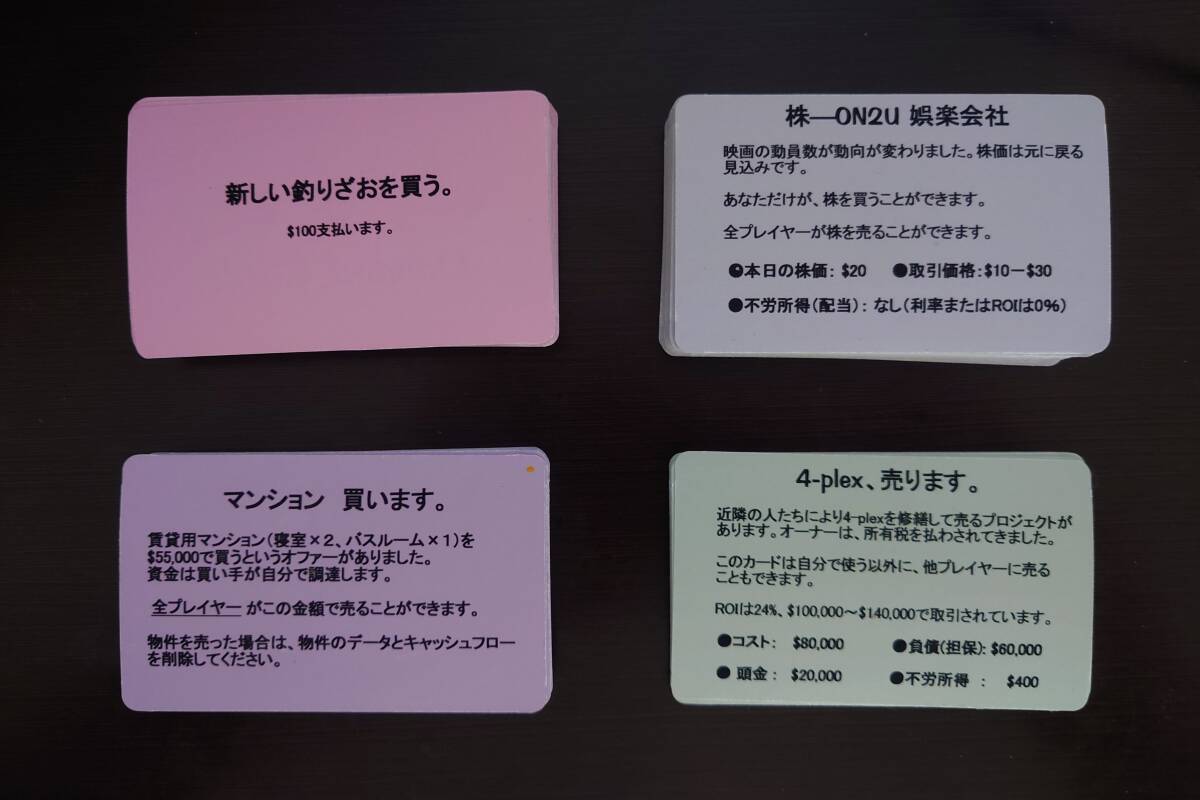 新しい釣りざおを買う。
$100支払います。
株―ON2U 娯楽会社
映画の動員数が動向が変わりました。株価は元に戻る
見込みです。
あなただけが、株を買うことができます。
全プレイヤーが株を売ることができます。
●本日の株価: $20 ●取引価格:$10-$30
●不労所得(配当): なし(利率またはROIは0%)
マンション 買います。
賃貸用マンション(寝室×2、バスルーム×1)を
$55,000で買うというオファーがありました。
資金は買い手が自分で調達します。
全プレイヤー がこの金額で売ることができます。
物件を売った場合は、物件のデータとキャッシュフロー
を削除してください。
4-plex、売ります。
近隣の人たちにより4-plexを修繕して売るプロジェクトが
あります。オーナーは、所有税を払わされてきました。
このカードは自分で使う以外に、他プレイヤーに売る
こともできます。
ROIは24%、$100,000～$140,000で取引されています。
●コスト: $80,000 ●負債(担保): $60,000
● 頭金: $20,000 ●不労所得 : $400